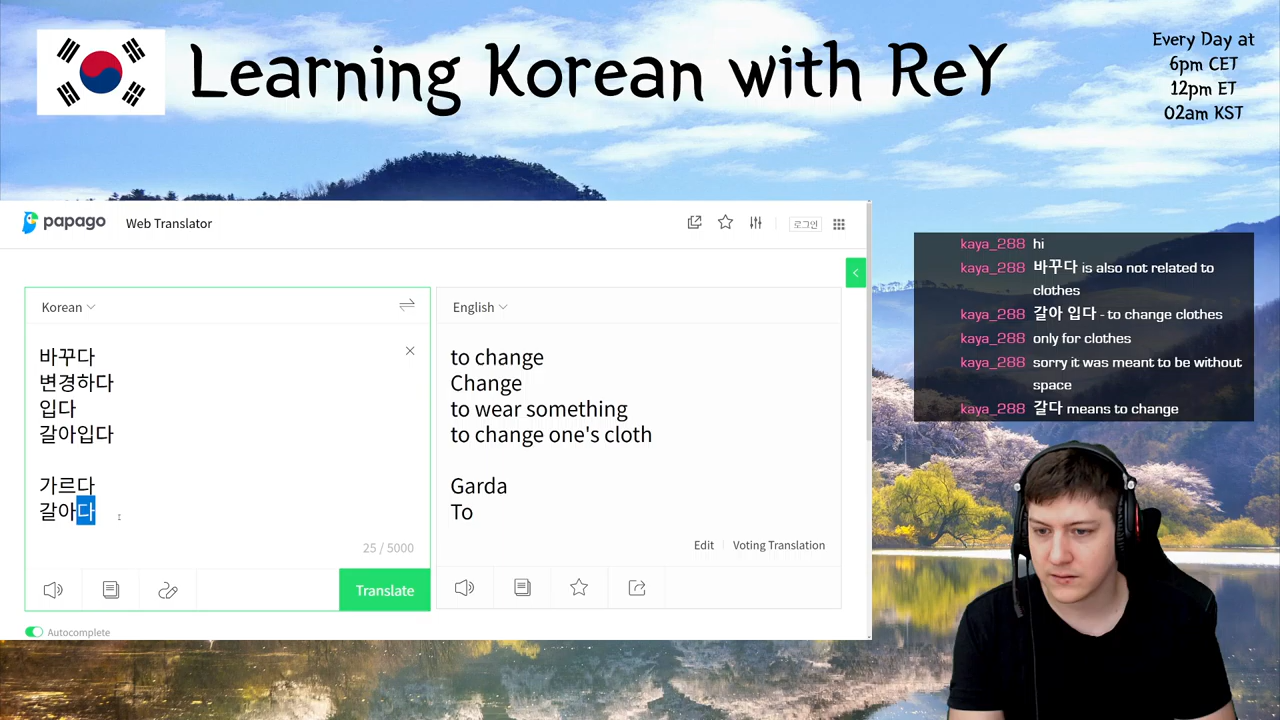 Learning Korean with ReY
Every Day at
6pm CET
12pm ET
02am KST
papago
Web Translator
로그인
Korean
English
바꾸다
변경하다
입다
갈아입다
가르다
갈아다
25 / 5000
Translate
Autocomplete
to change
Change
to wear something
to change one's cloth
Garda
To
Edit
Voting Translation
kaya_288 hi
kaya_288 바꾸다 is also not related to
clothes
kaya_288 갈아 입다 - to change clothes
kaya_288 only for clothes
kaya_288 sorry it was meant to be without
space
kaya_288 갈다 means to change